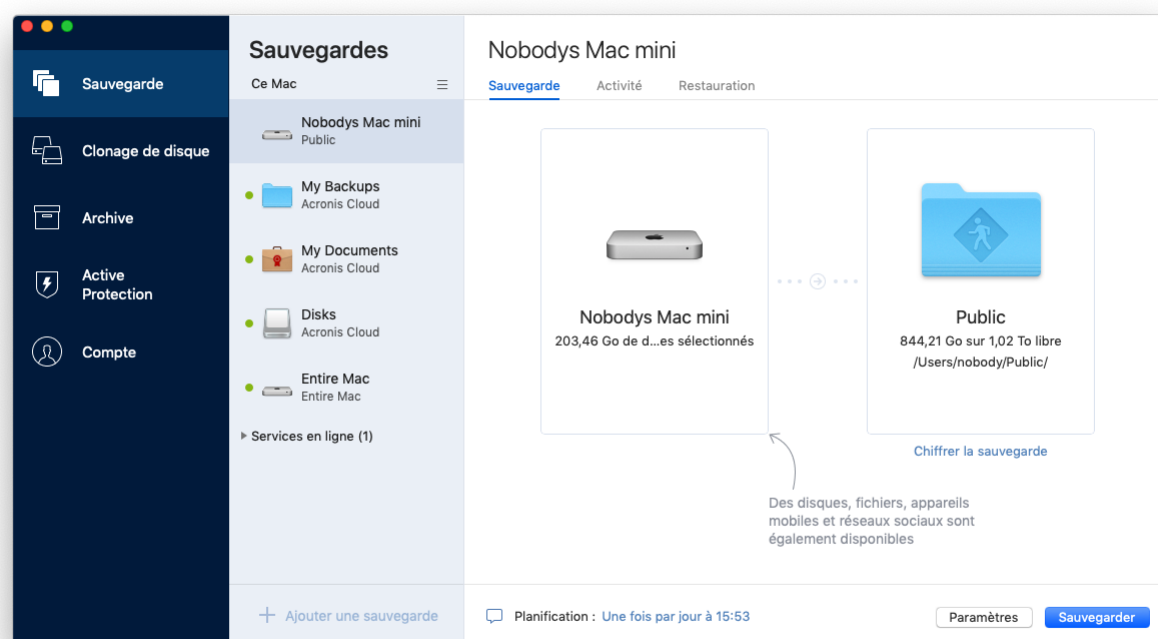 Sauvegarde
Clonage de disque
Archive
Active
Protection
Compte
Sauvegardes
Ce Mac
Nobodys Mac mini
Public
My Backups
Acronis Cloud
My Documents
Acronis Cloud
Disks
Acronis Cloud
Entire Mac
Entire Mac
Services en ligne (1)
Ajouter une sauvegarde
Nobodys Mac mini
Sauvegarde Activité Restauration
Nobodys Mac mini
203,46 Go de d...es sélectionnés
Public
844,21 Go sur 1,02 To libre
/Users/nobody/Public/
Chiffrer la sauvegarde
Des disques, fichiers, appareils
mobiles et réseaux sociaux sont
également disponibles
Planification : Une fois par jour à 15:53
Paramètres
Sauvegarder